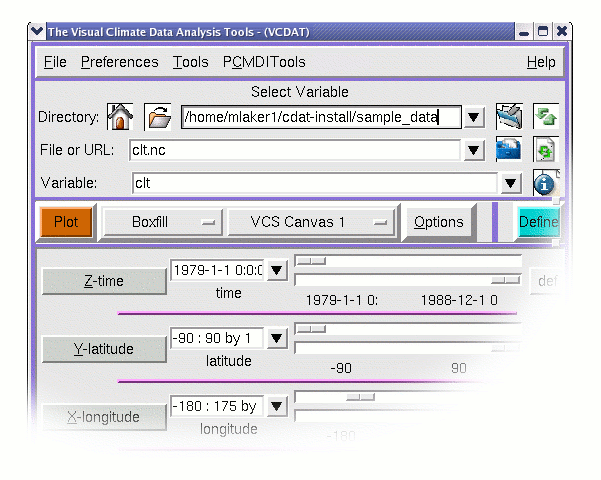 The Visual Climate Data Analysis Tools - (VCDAT)
File Preferences Tools PCMDITools Help
Select Variable
Directory: /home/mlaker1/cdat-install/sample_data
File or URL: clt.nc
Variable: clt
Plot Boxfill VCS Canvas 1 Options Define
Z-time 1979-1-1 0:0:0 def
time 1979-1-1 0: 1988-12-1 0
Y-latitude -90 : 90 by 1
latitude -90 90
X-longitude -180 : 175 by
longitude -180